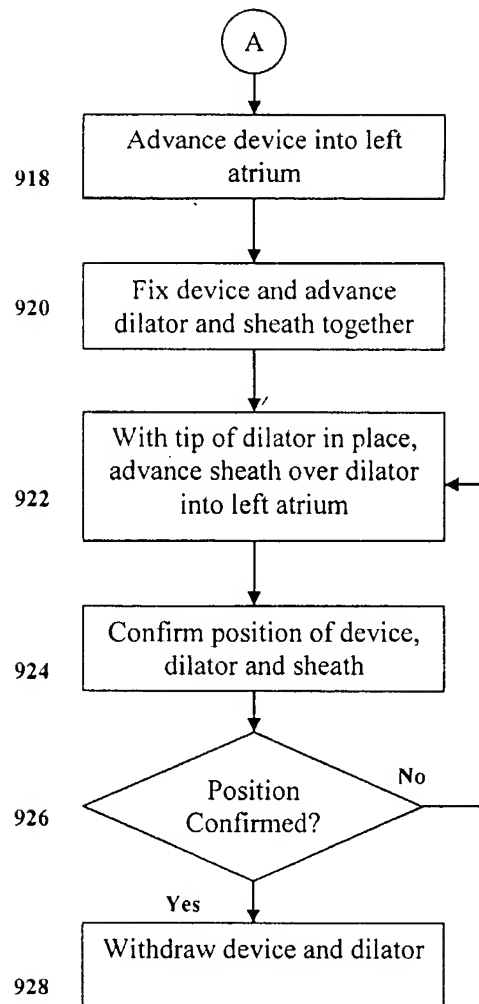 A
Advance device into left
atrium
918
Fix device and advance
dilator and sheath together
920
With tip of dilator in place,
advance sheath over dilator
into left atrium
922
Confirm position of device,
dilator and sheath
924
Position
Confirmed?
926
No
Yes
Withdraw device and dilator
928